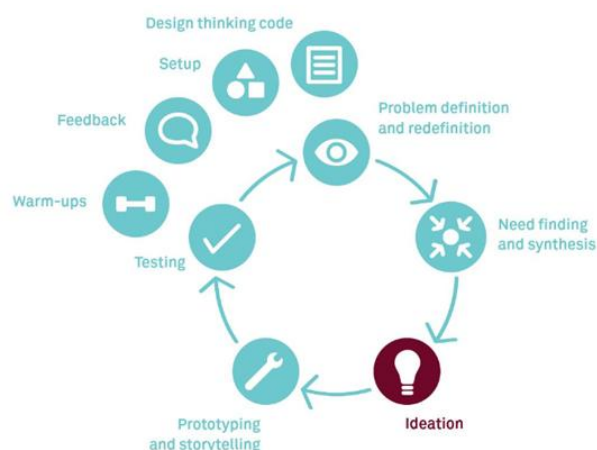 Design thinking code
Setup
Feedback
Warm-ups
Problem definition
and redefinition
Need finding
and synthesis
Testing
Ideation
Prototyping
and storytelling